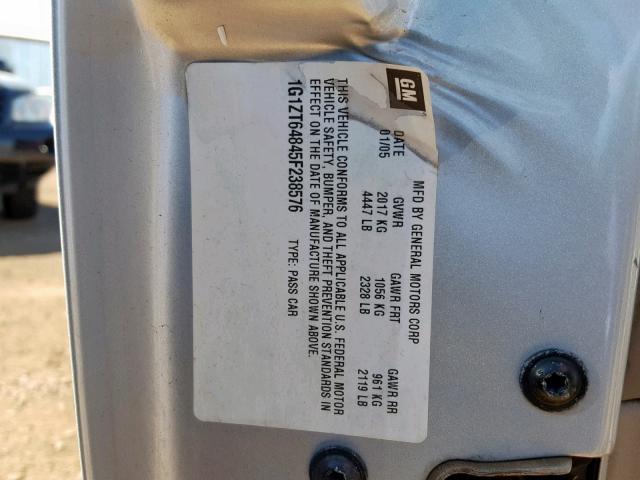 GM
MFD BY GENERAL MOTORS CORP
DATE GVWR GAWR FRT GAWR RR
01/05 2017 KG 1056 KG 961 KG
4447 LB 2328 LB 2119 LB
THIS VEHICLE CONFORMS TO ALL APPLICABLE U.S. FEDERAL MOTOR
VEHICLE SAFETY, BUMPER, AND THEFT PREVENTION STANDARDS IN
EFFECT ON THE DATE OF MANUFACTURE SHOWN ABOVE.
1G1ZT64845F238576 TYPE: PASS CAR